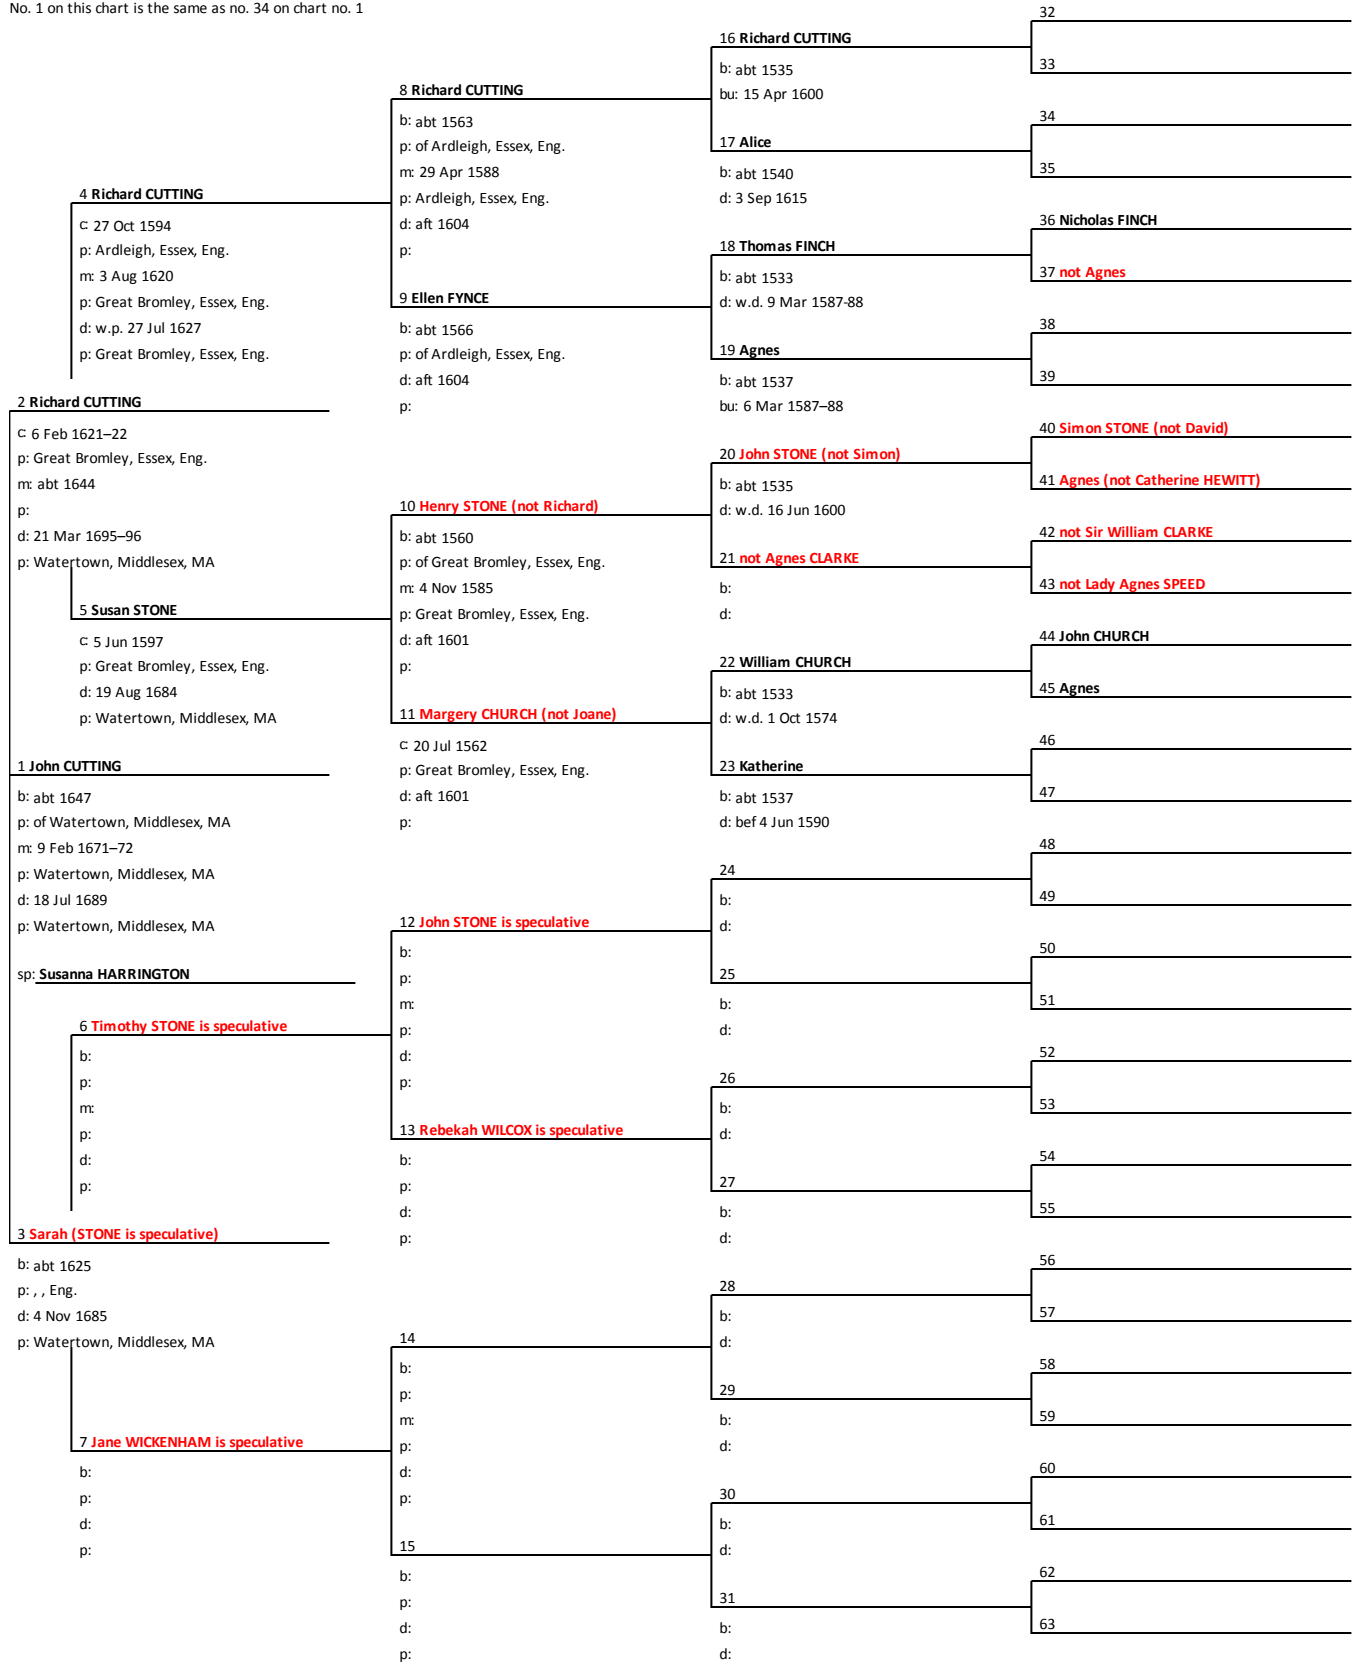 No. 1 on this chart is the same as no. 34 on chart no. 1
2 Richard CUTTING
c: 6 Feb 1621–22
p: Great Bromley, Essex, Eng.
m: abt 1644
p:
d: 21 Mar 1695–96
p: Watertown, Middlesex, MA
1 John CUTTING
b: abt 1647
p: of Watertown, Middlesex, MA
m: 9 Feb 1671–72
p: Watertown, Middlesex, MA
d: 18 Jul 1689
p: Watertown, Middlesex, MA
sp: Susanna HARRINGTON
3 Sarah (STONE is speculative)
b: abt 1625
p: , , Eng.
d: 4 Nov 1685
p: Watertown, Middlesex, MA
4 Richard CUTTING
c: 27 Oct 1594
p: Ardleigh, Essex, Eng.
m: 3 Aug 1620
p: Great Bromley, Essex, Eng.
d: w.p. 27 Jul 1627
p: Great Bromley, Essex, Eng.
5 Susan STONE
c: 5 Jun 1597
p: Great Bromley, Essex, Eng.
d: 19 Aug 1684
p: Watertown, Middlesex, MA
6 Timothy STONE is speculative
b:
p:
m:
p:
d:
p:
7 Jane WICKENHAM is speculative
b:
p:
d:
p:
8 Richard CUTTING
b: abt 1563
p: of Ardleigh, Essex, Eng.
m: 29 Apr 1588
p: Ardleigh, Essex, Eng.
d: aft 1604
p:
9 Ellen FYNCE
b: abt 1566
p: of Ardleigh, Essex, Eng.
d: aft 1604
p:
10 Henry STONE (not Richard)
b: abt 1560
p: of Great Bromley, Essex, Eng.
m: 4 Nov 1585
p: Great Bromley, Essex, Eng.
d: aft 1601
p:
11 Margery CHURCH (not Joane)
c: 20 Jul 1562
p: Great Bromley, Essex, Eng.
d: aft 1601
p:
12 John STONE is speculative
b:
p:
m:
p:
d:
p:
13 Rebekah WILCOX is speculative
b:
p:
d:
p:
14
b:
p:
m:
p:
d:
p:
15
b:
p:
d:
p:
16 Richard CUTTING
b: abt 1535
bu: 15 Apr 1600
17 Alice
b: abt 1540
d: 3 Sep 1615
18 Thomas FINCH
b: abt 1533
d: w.d. 9 Mar 1587-88
19 Agnes
b: abt 1537
bu: 6 Mar 1587–88
20 John STONE (not Simon)
b: abt 1535
d: w.d. 16 Jun 1600
21 not Agnes CLARKE
b:
d:
22 William CHURCH
b: abt 1533
d: w.d. 1 Oct 1574
23 Katherine
b: abt 1537
d: bef 4 Jun 1590
24
b:
d:
25
b:
d:
26
b:
d:
27
b:
d:
28
b:
d:
29
b:
d:
30
b:
d:
31
b:
d:
32
33
34
35
36 Nicholas FINCH
37 not Agnes
38
39
40 Simon STONE (not David)
41 Agnes (not Catherine HEWITT)
42 not Sir William CLARKE
43 not Lady Agnes SPEED
44 John CHURCH
45 Agnes
46
47
48
49
50
51
52
53
54
55
56
57
58
59
60
61
62
63